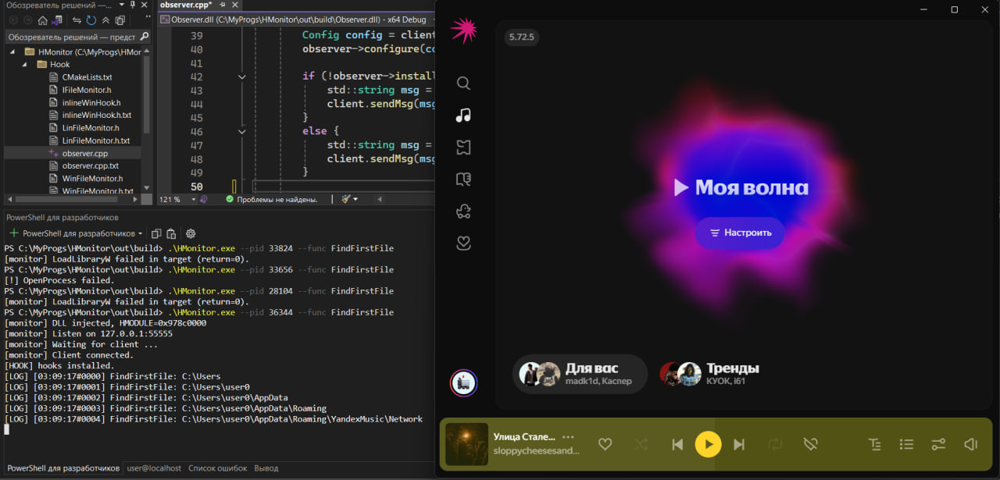 Обозреватель решений —...
Обозреватель решений — предст
HMonitor (C:\MyProgs\HMor
Hook
CMakeLists.txt
IFileMonitor.h
inlineWinHook.h
inlineWinHook.h.txt
LinFileMonitor.h
LinFileMonitor.h.txt
observer.cpp
observer.cpp.txt
WinFileMonitor.h
WinFileMonitor.h.txt
observer.cpp*
Observer.dll (C:\MyProgs\HMonitor\out\build\Observer.dll) - x64 Debug
39 Config config = client
40 observer->configure(co
41
42 if (!observer->install
43 std::string msg =
44 client.sendMsg(msg
45 }
46 else {
47 std::string msg =
48 client.sendMsg(msg
49 }
50
121 % Проблемы не найдены.
PowerShell для разработчиков
+ PowerShell для разработчиков
PS C:\MyProgs\HMonitor\out\build> .\HMonitor.exe --pid 33824 --func FindFirstFile
[monitor] LoadLibraryW failed in target (return=0).
PS C:\MyProgs\HMonitor\out\build> .\HMonitor.exe --pid 33656 --func FindFirstFile
[!] OpenProcess failed.
PS C:\MyProgs\HMonitor\out\build> .\HMonitor.exe --pid 28104 --func FindFirstFile
[monitor] LoadLibraryW failed in target (return=0).
PS C:\MyProgs\HMonitor\out\build> .\HMonitor.exe --pid 36344 --func FindFirstFile
[monitor] DLL injected, HMODULE=0x978c0000
[monitor] Listen on 127.0.0.1:55555
[monitor] Waiting for client ...
[monitor] Client connected.
[HOOK] hooks installed.
[LOG] [03:09:17#0000] FindFirstFile: C:\Users
[LOG] [03:09:17#0001] FindFirstFile: C:\Users\user0
[LOG] [03:09:17#0002] FindFirstFile: C:\Users\user0\AppData
[LOG] [03:09:17#0003] FindFirstFile: C:\Users\user0\AppData\Roaming
[LOG] [03:09:17#0004] FindFirstFile: C:\Users\user0\AppData\Roaming\YandexMusic\Network
PowerShell для разработчиков user@localhost Список ошибок Вывод
5.72.5
Моя волна
Настроить
Для вас
madk1d, Каспер
Тренды
КУОК, i61
Улица Стале... ...
sloppycheesesand...